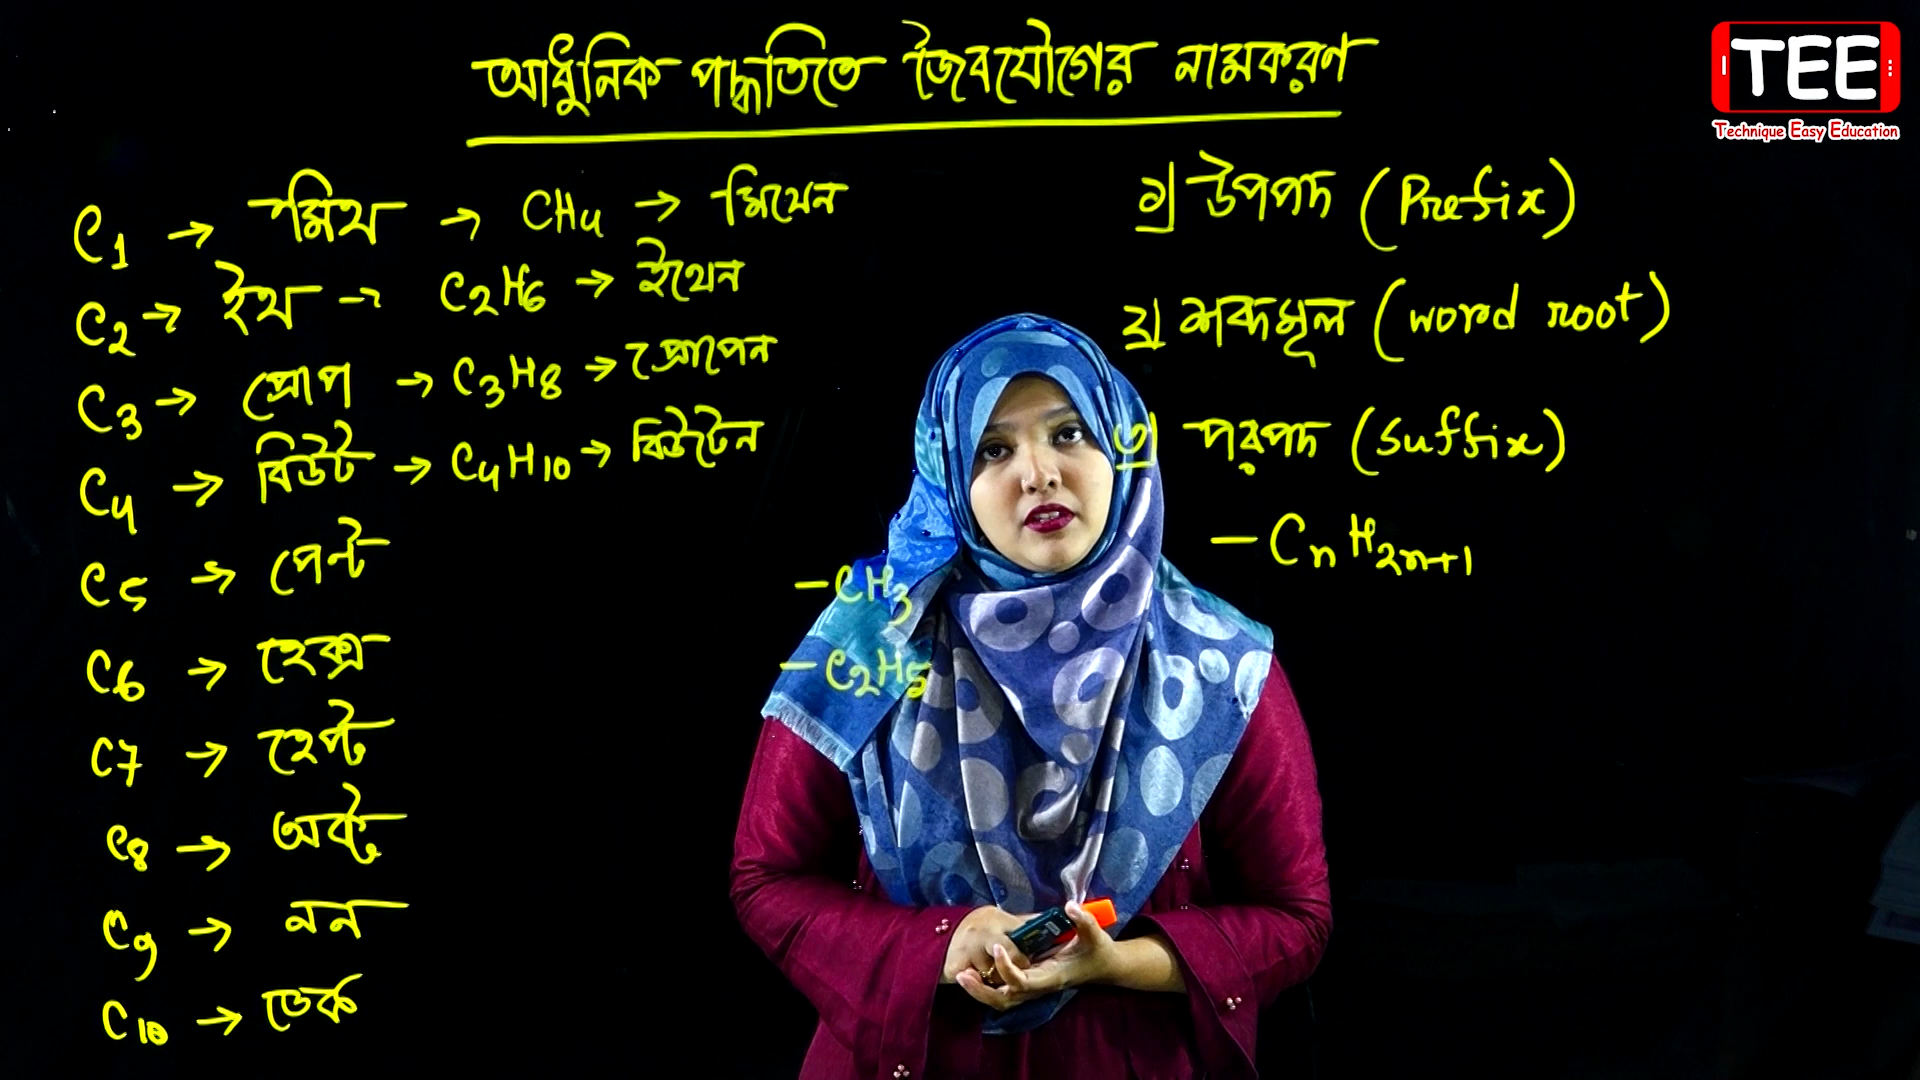 আধুনিক পদ্ধতিতে জৈবযৌগের নামকরণ
TEE
Technique Easy Education
C1 → মিথ → CH4 → মিথেন
C2 → ইথ → C2H6 → ইথেন
C3 → প্রোপ → C3H8 → প্রোপেন
C4 → বিউট → C4H10 → বিউটেন
C5 → পেন্ট
C6 → হেক্স
C7 → হেপ্ট
C8 → অক্ট
C9 → নন
C10 → ডেক
১) উপপদ (Prefix)
২) শব্দমূল (word root)
৩) পরপদ (suffix)
– CnH2n+1
– CH3
– C2H5